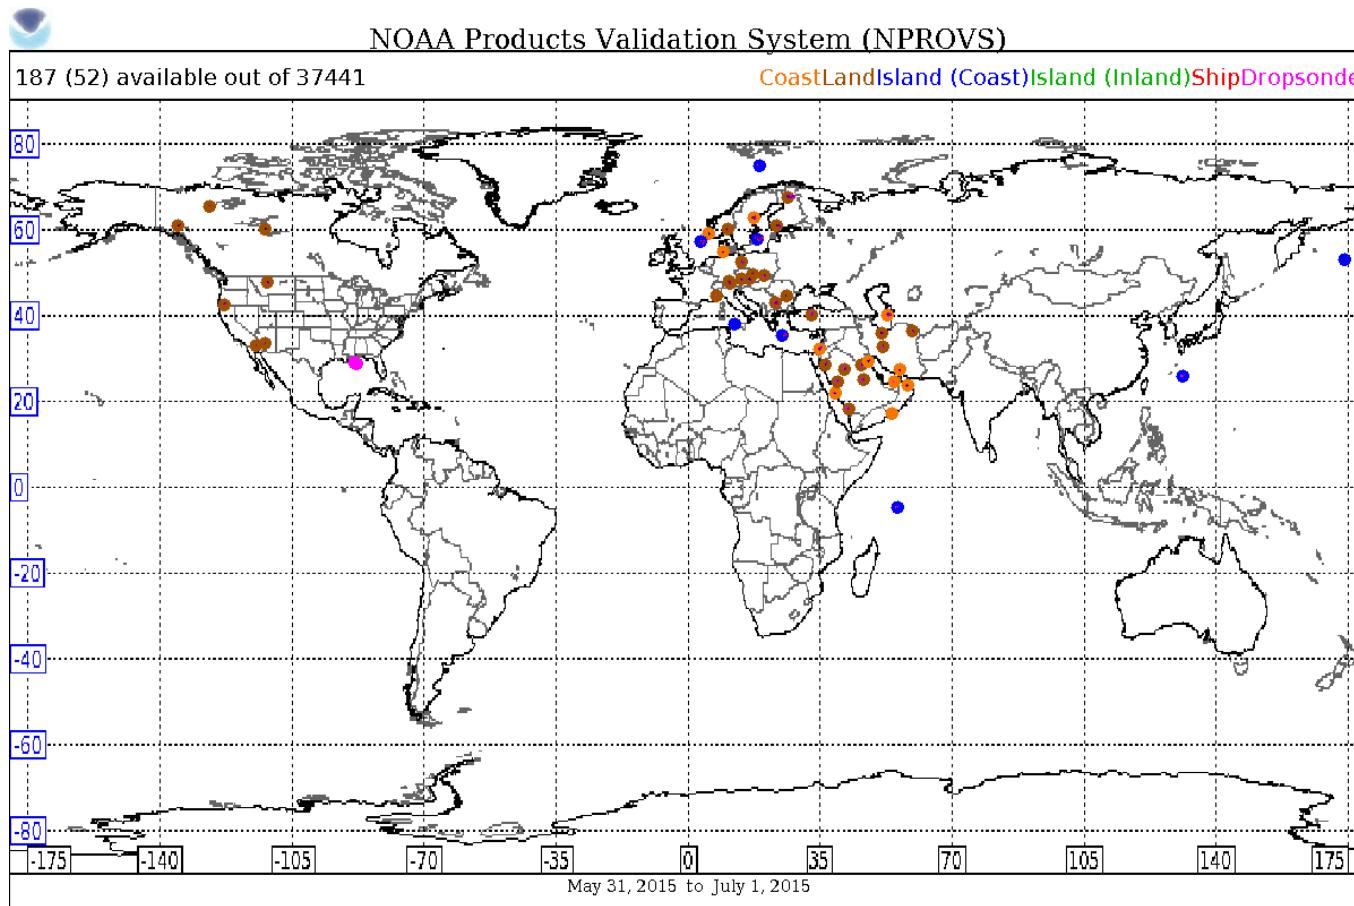 NOAA Products Validation System (NPROVS)
187 (52) available out of 37441
CoastLandIsland (Coast)Island (Inland)ShipDropsonde
80
60
40
20
0
-20
-40
-60
-80
-175 -140 -105 -70 -35 0 35 70 105 140 175
May 31, 2015 to July 1, 2015